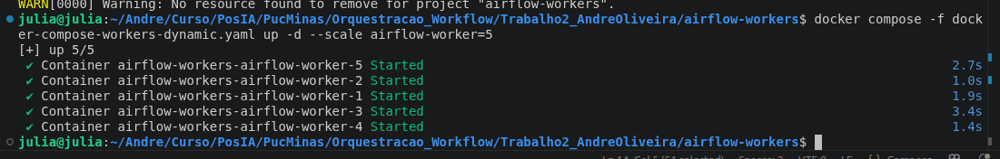 WARN[0000] Warning: No resource found to remove for project "airflow-workers".
julia@julia:~/Andre/Curso/PosIA/PucMinas/Orquestracao_Workflow/Trabalho2_AndreOliveira/airflow-workers$ docker compose -f dock
er-compose-workers-dynamic.yaml up -d --scale airflow-worker=5
[+] up 5/5
✔ Container airflow-workers-airflow-worker-5 Started 2.7s
✔ Container airflow-workers-airflow-worker-2 Started 1.0s
✔ Container airflow-workers-airflow-worker-1 Started 1.9s
✔ Container airflow-workers-airflow-worker-3 Started 3.4s
✔ Container airflow-workers-airflow-worker-4 Started 1.4s
julia@julia:~/Andre/Curso/PosIA/PucMinas/Orquestracao_Workflow/Trabalho2_AndreOliveira/airflow-workers$